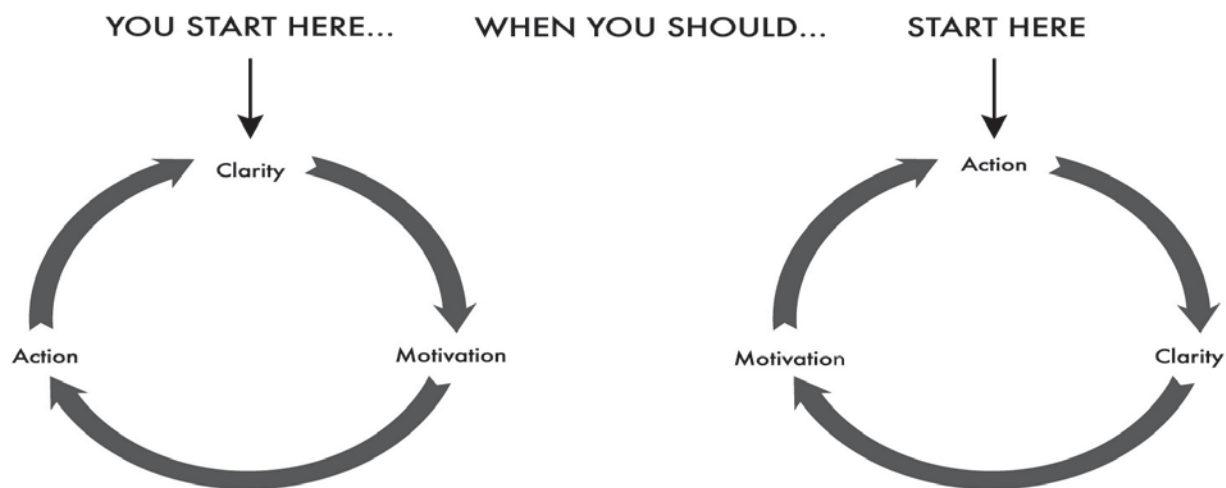 YOU START HERE... WHEN YOU SHOULD... START HERE
Clarity
Action
Motivation
Action
Motivation
Clarity